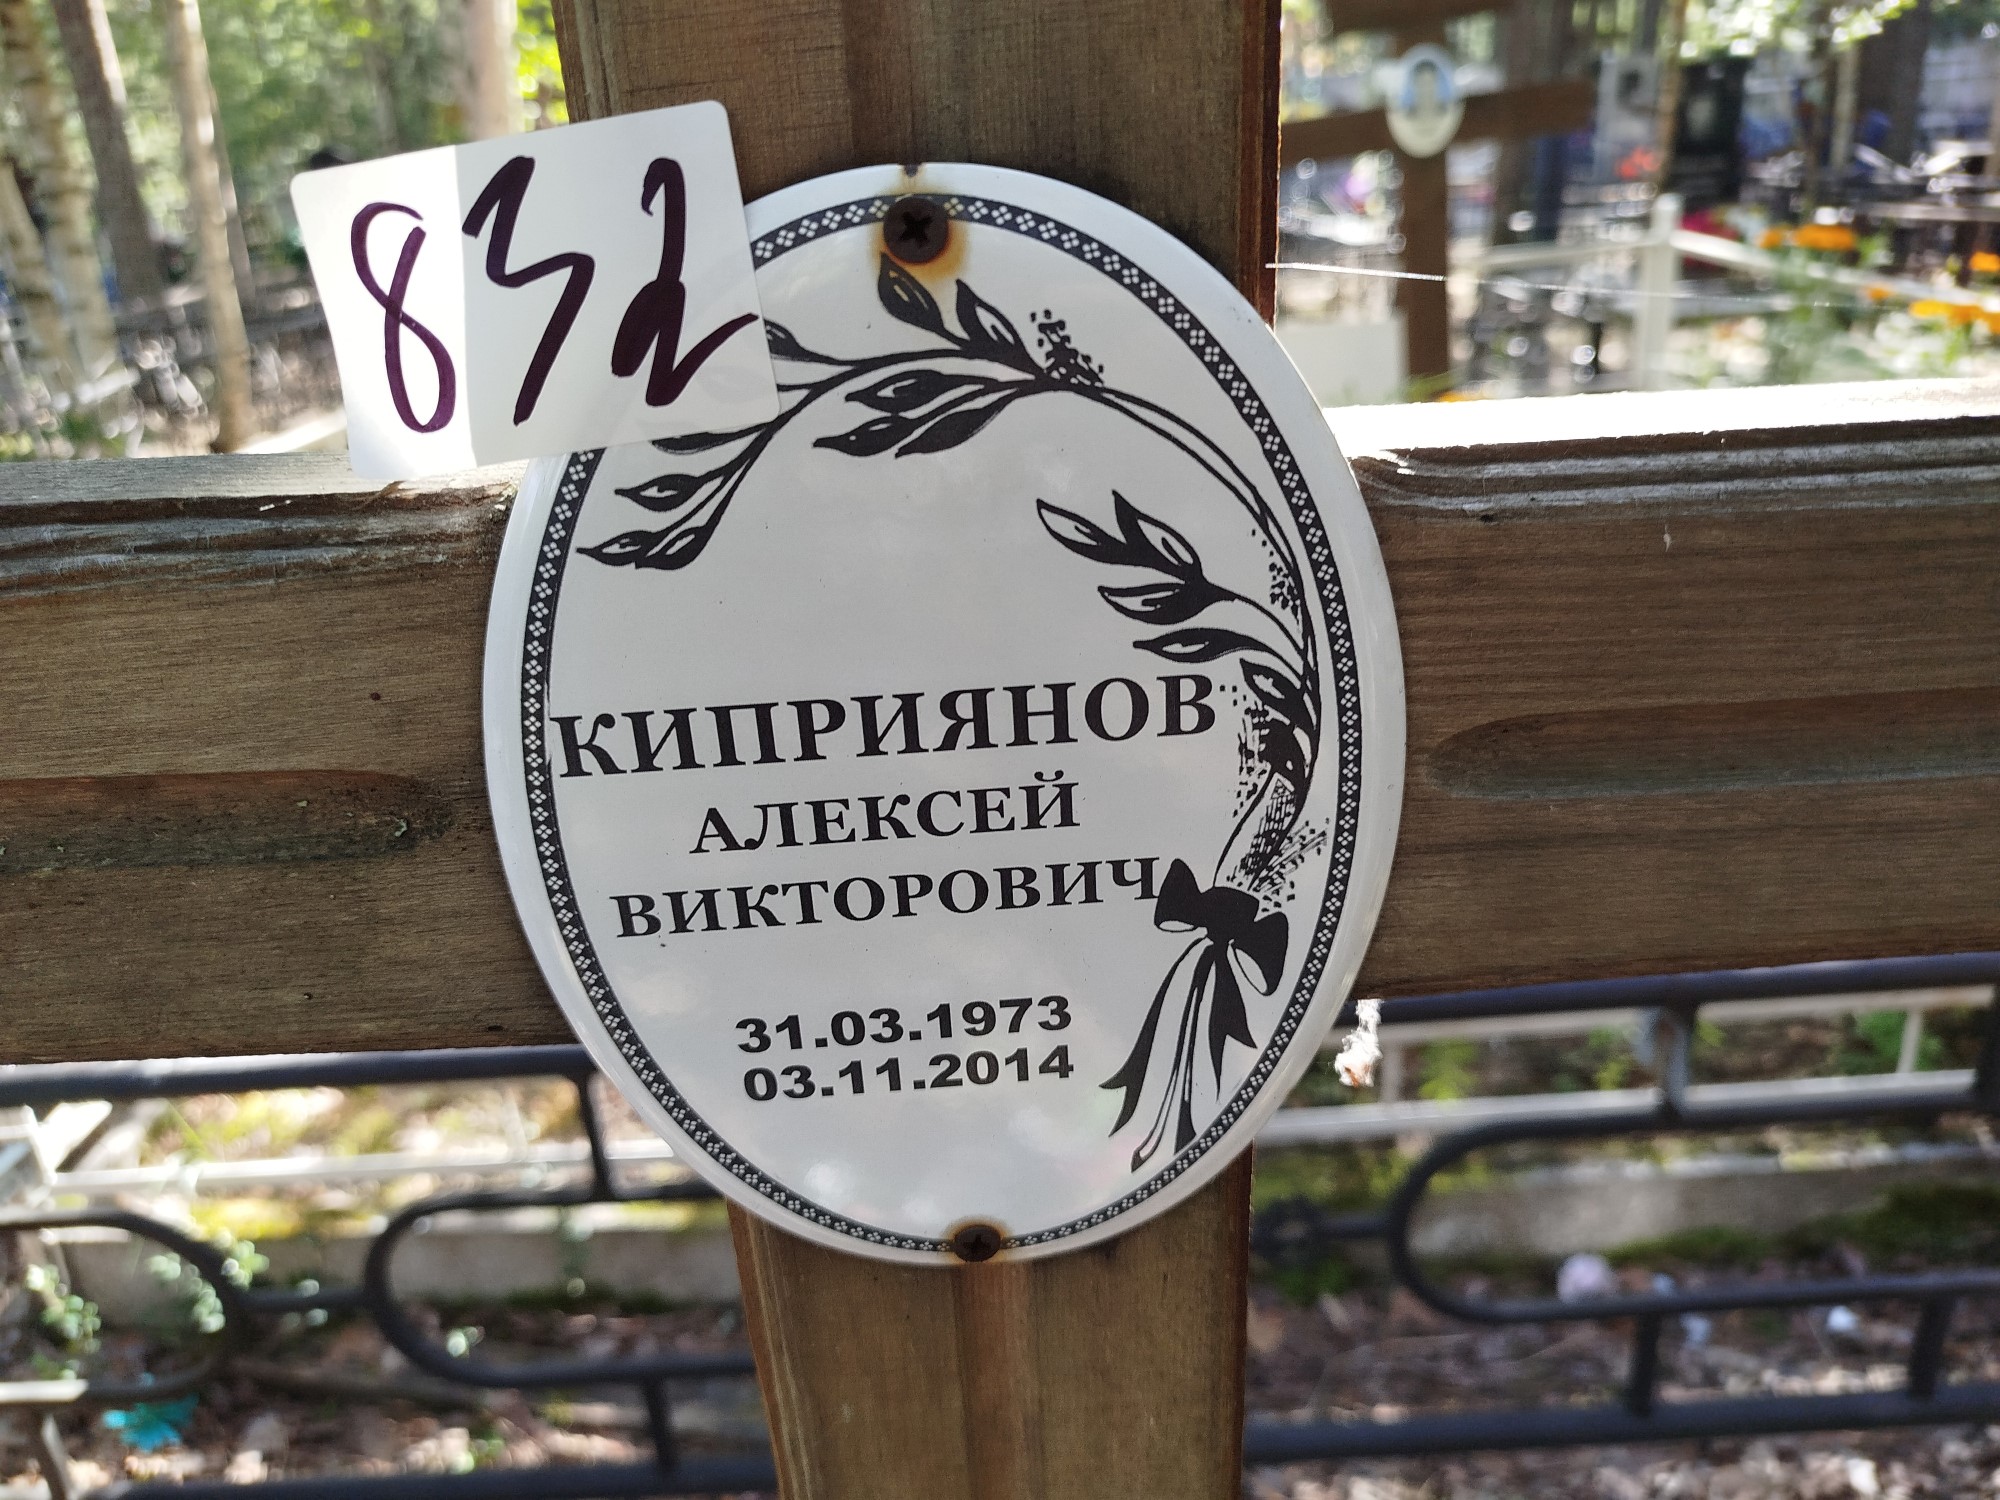 832
КИПРИЯНОВ
АЛЕКСЕЙ
ВИКТОРОВИЧ
31.03.1973
03.11.2014